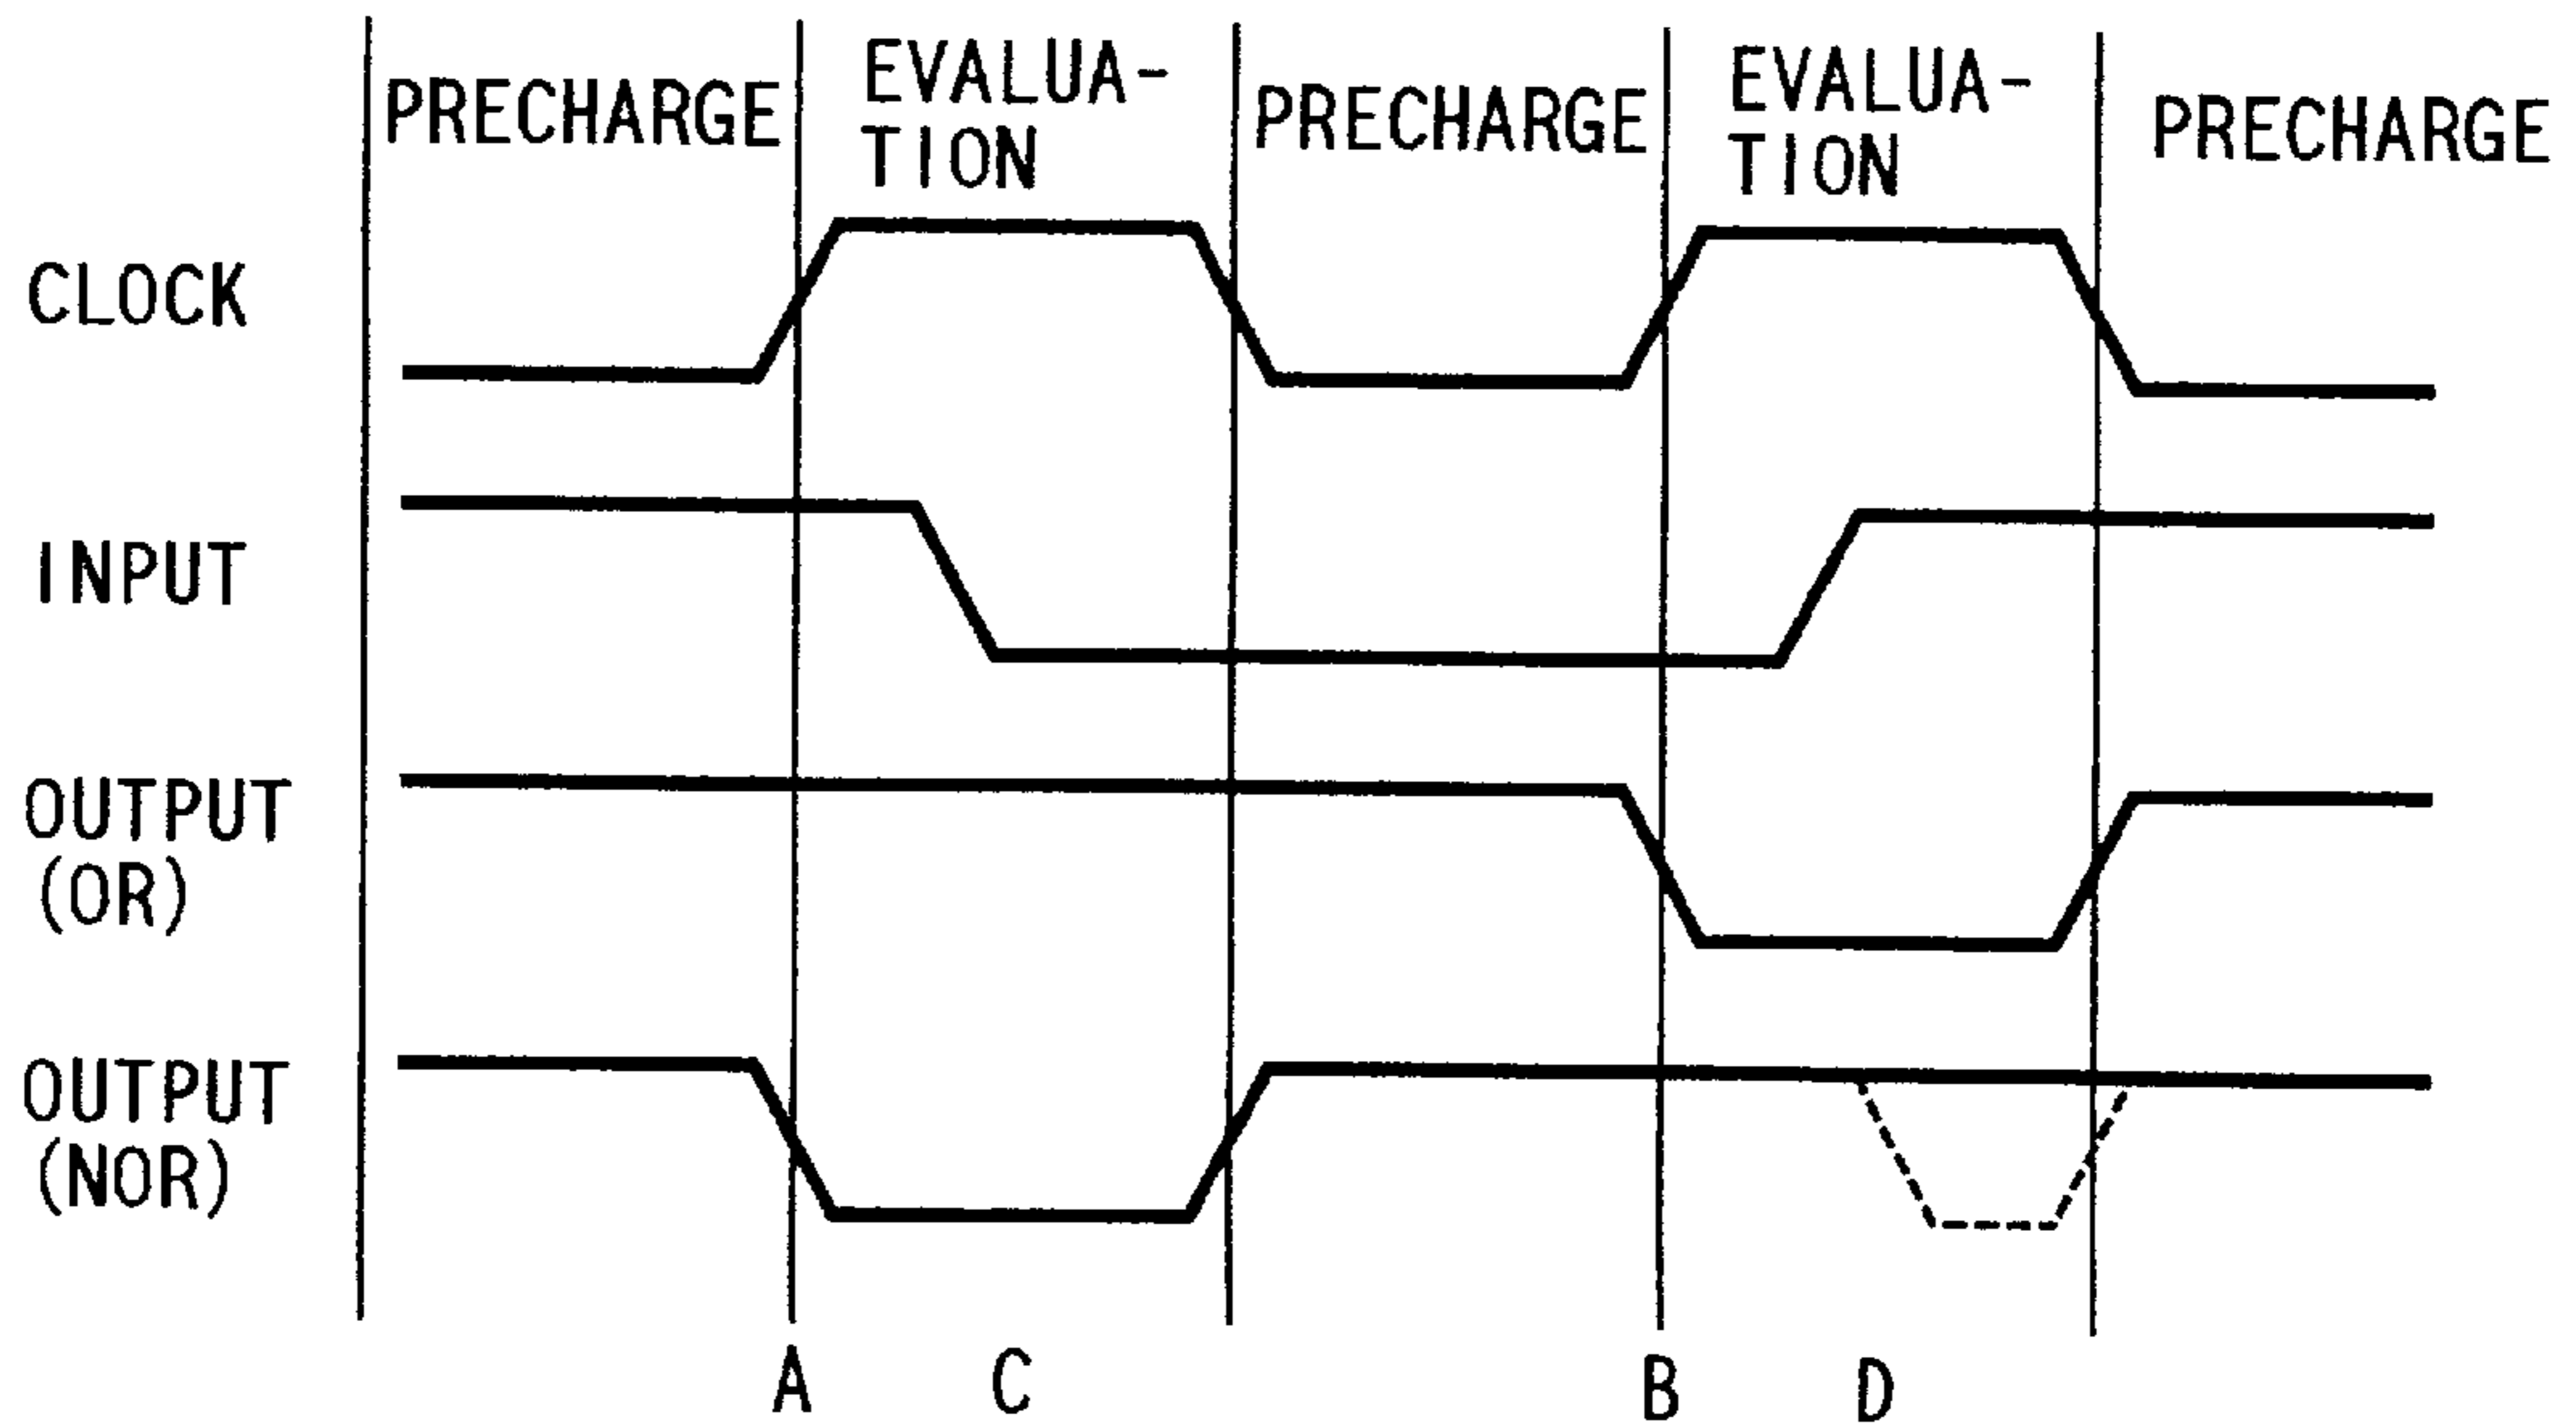 PRECHARGE
EVALUA-
TION
PRECHARGE
EVALUA-
TION
PRECHARGE
CLOCK
INPUT
OUTPUT
(OR)
OUTPUT
(NOR)
A
C
B
D